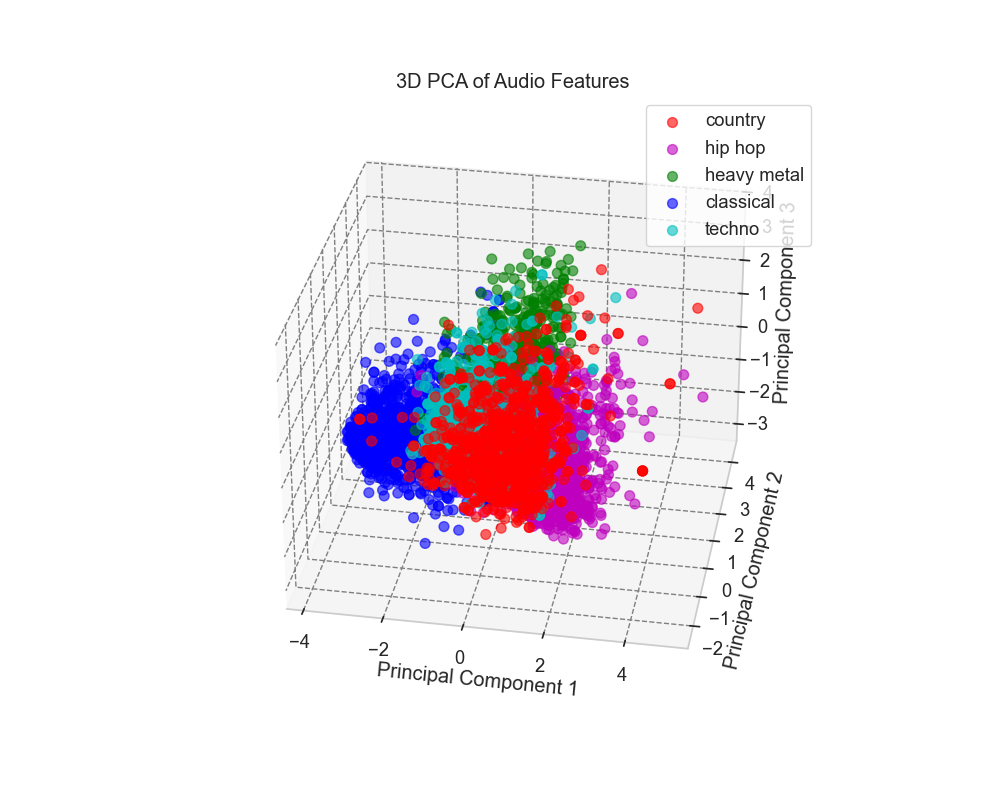 3D PCA of Audio Features
country
hip hop
heavy metal
classical
techno
4
3
2
1
0
−1
−2
−3
Principal Component 3
4
3
2
1
0
−1
−2
Principal Component 2
−4
−2
0
2
4
Principal Component 1